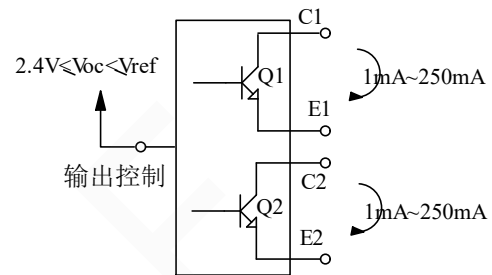 C1
2.4V≤Voc≤Vref
Q1
1mA~250mA
E1
输出控制
C2
Q2
1mA~250mA
E2